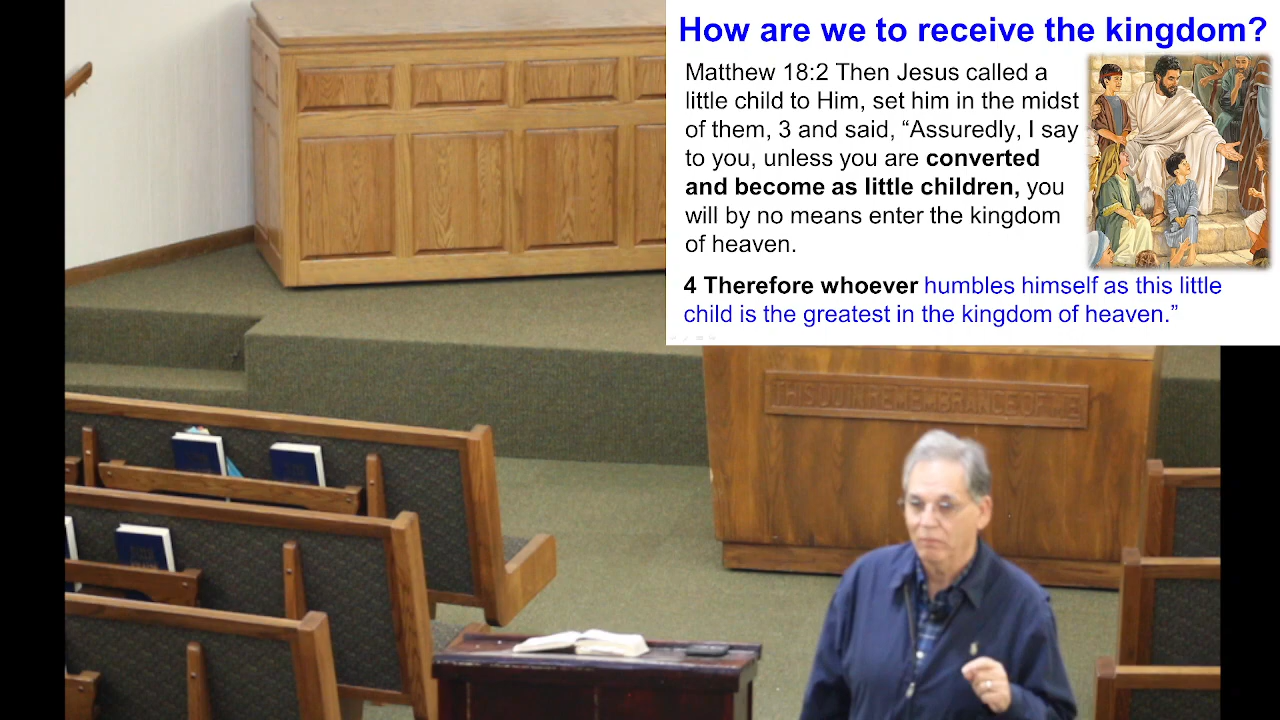 How are we to receive the kingdom?
Matthew 18:2 Then Jesus called a
little child to Him, set him in the midst
of them, 3 and said, “Assuredly, I say
to you, unless you are converted
and become as little children, you
will by no means enter the kingdom
of heaven.
4 Therefore whoever humbles himself as this little
child is the greatest in the kingdom of heaven.”
THIS DO IN REMEMBRANCE OF ME